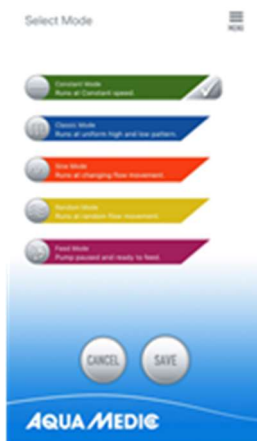 Select Mode
MENU
Constant Mode
Runs at Constant speed.
Classic Mode
Runs at uniform high and low pattern.
Sine Mode
Runs at changing flow movement.
Random Mode
Runs at random flow movement.
Feed Mode
Pump paused and ready to feed.
CANCEL
SAVE
AQUA MEDIC